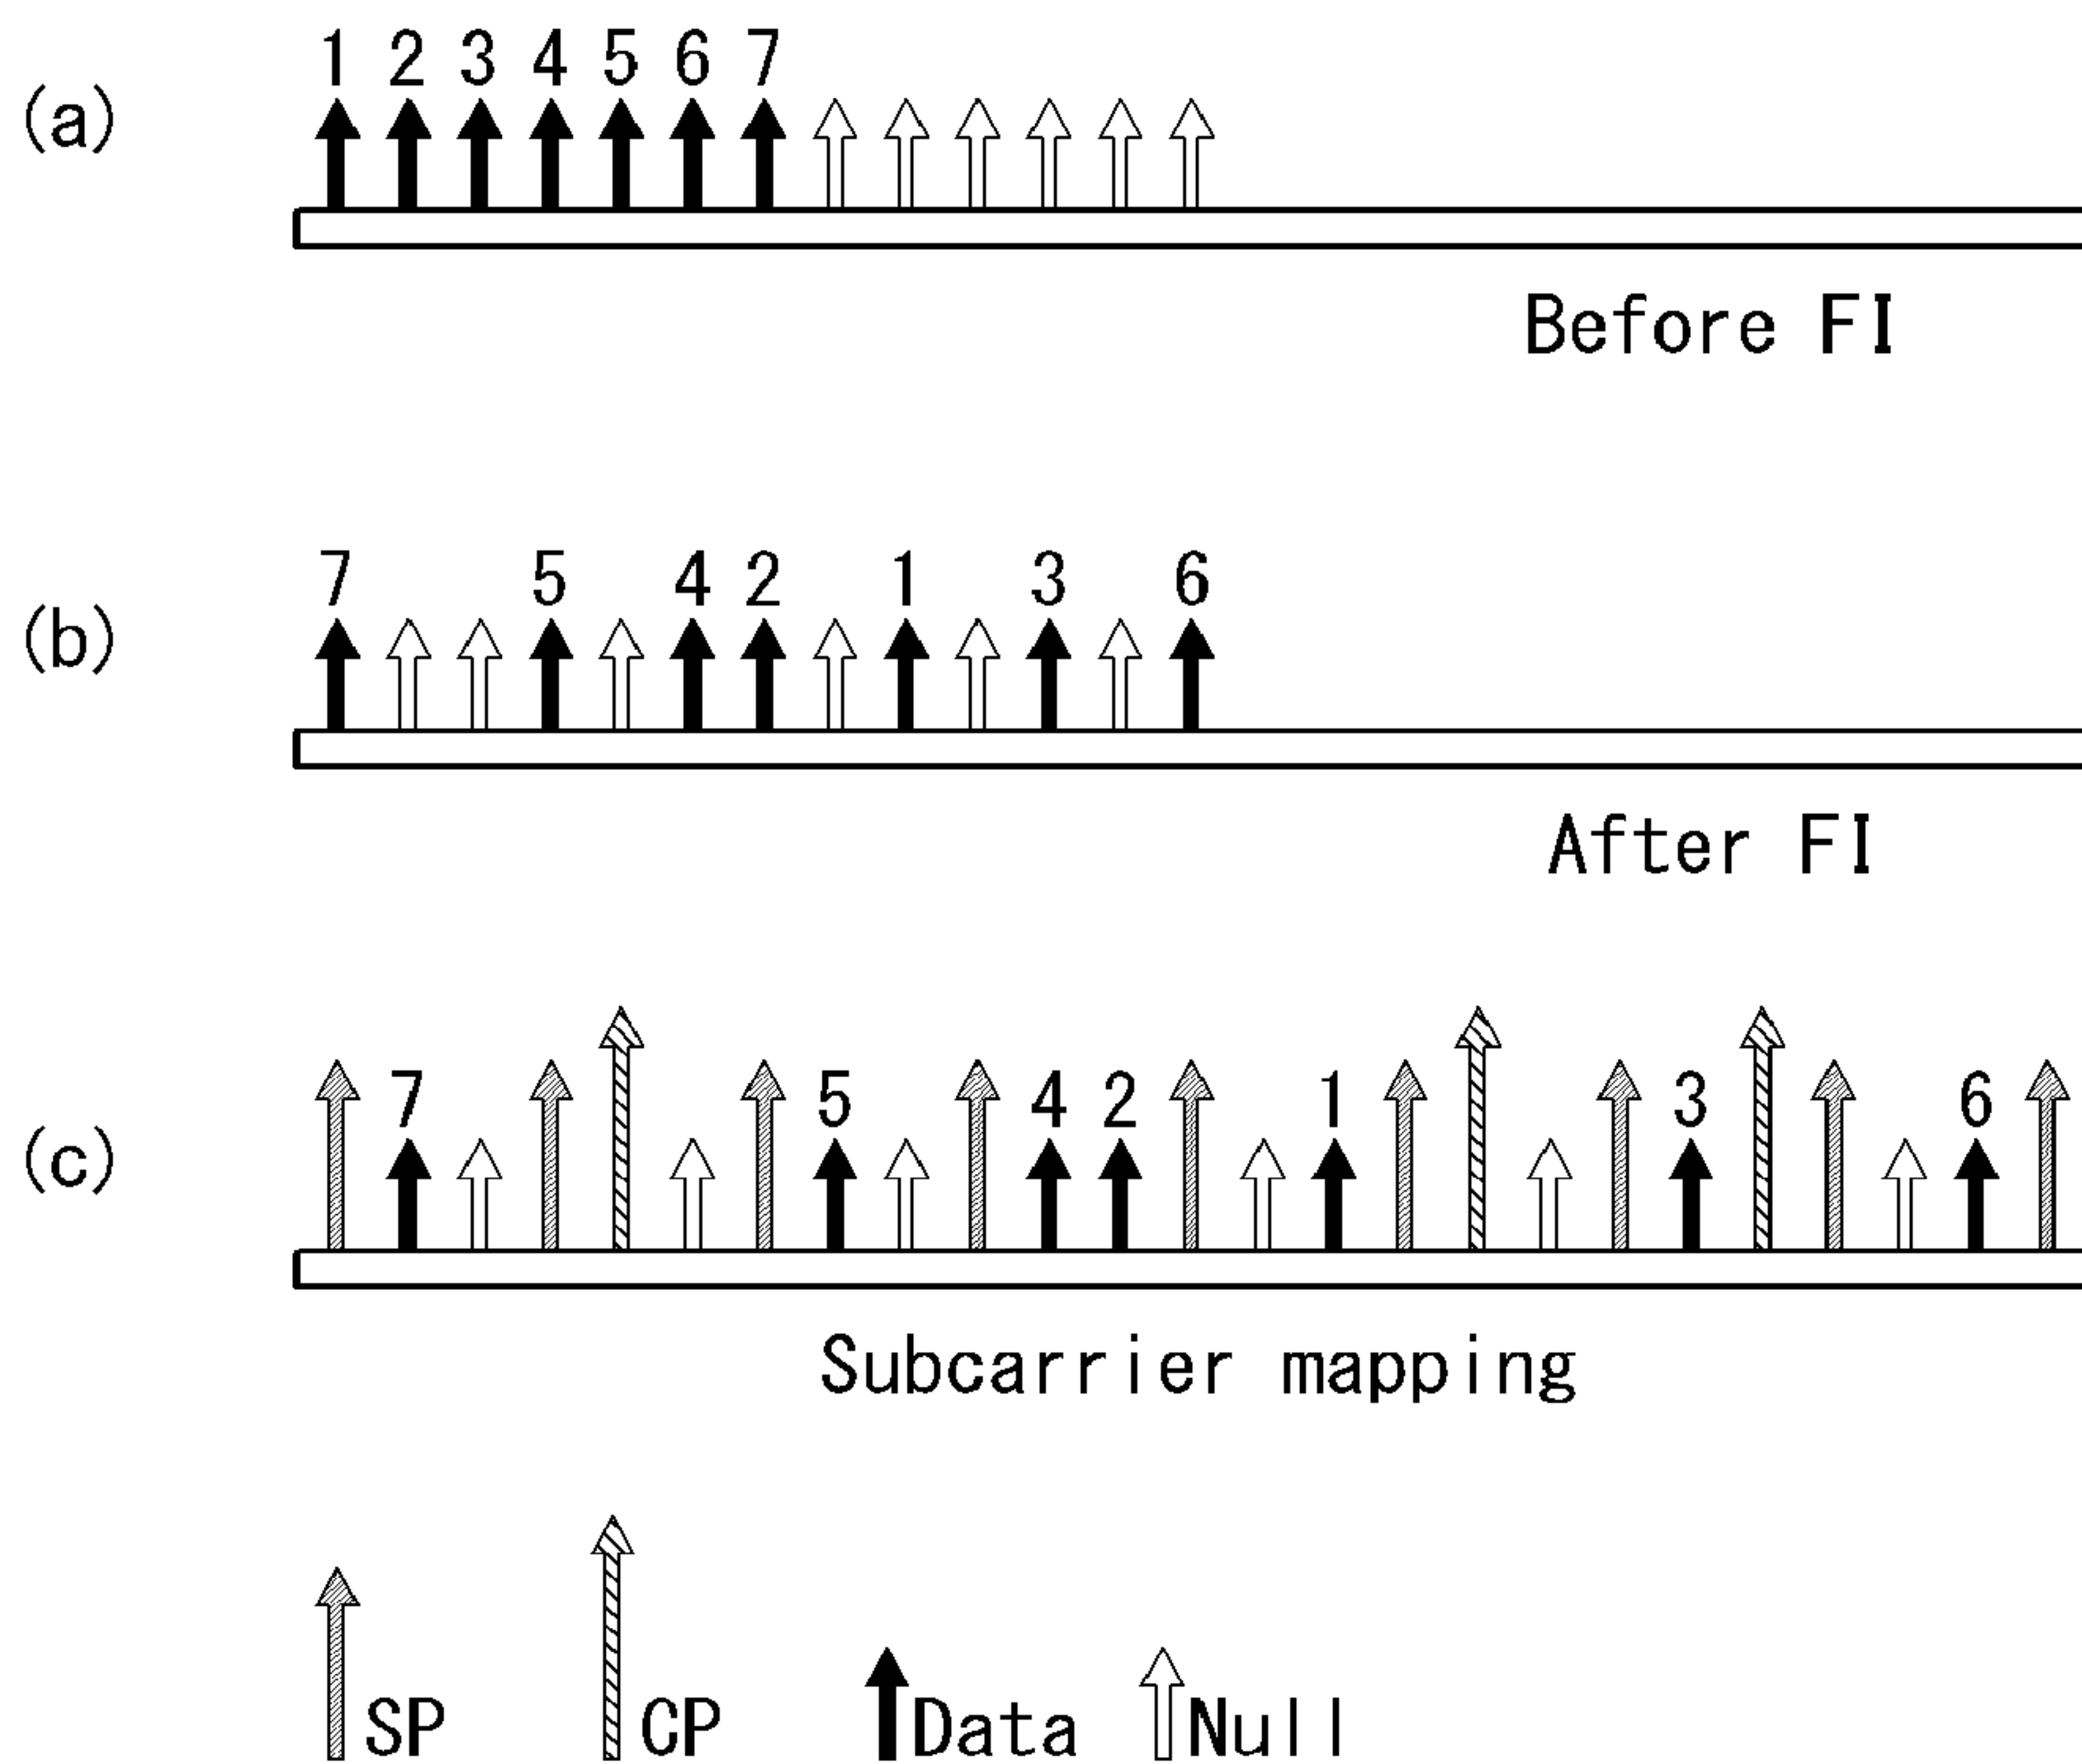 1 2 3 4 5 6 7
(a)
Before FI
7 5 4 2 1 3 6
(b)
After FI
7 5 4 2 1 3 6
(c)
Subcarrier mapping
SP CP Data Null